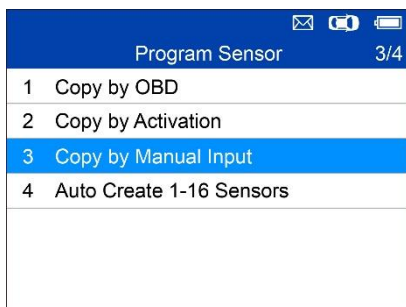 Program Sensor 3/4
1 Copy by OBD
2 Copy by Activation
3 Copy by Manual Input
4 Auto Create 1-16 Sensors